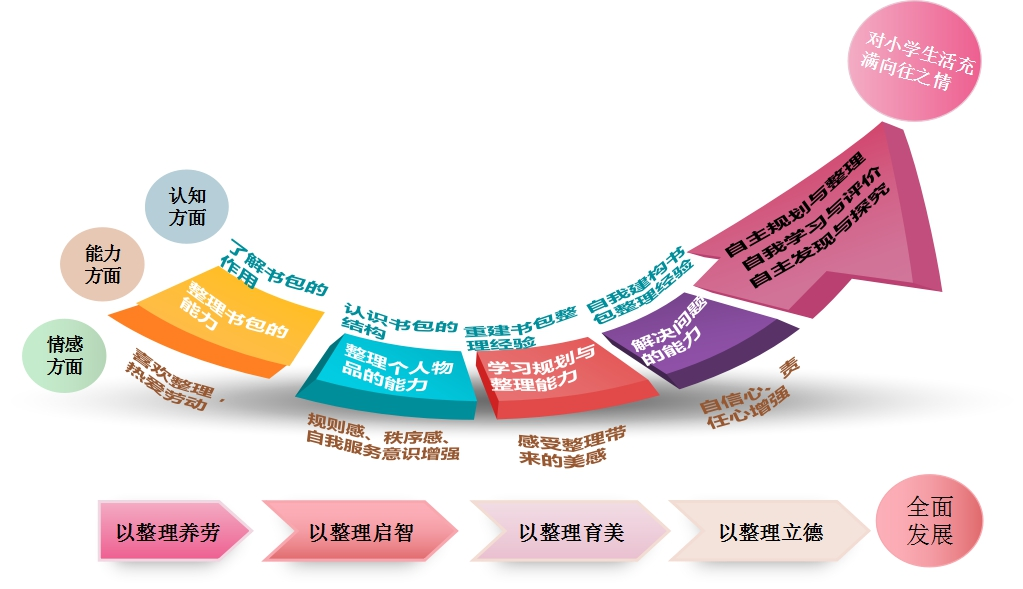 对小学生活充
满向往之情
认知
方面
能力
方面
情感
方面
了解书包的
作用
整理书包的
能力
喜欢整理，
热爱劳动
认识书包的
结构
整理个人物
品的能力
规则感、秩序感、
自我服务意识增强
重建书包整
理经验
学习规划与
整理能力
感受整理带
来的美感
自我建构书
包整理经验
解决问题
的能力
自信心、责
任心增强
自主规划与整理
自我学习与评价
自主发现与探究
以整理养劳
以整理启智
以整理育美
以整理立德
全面
发展